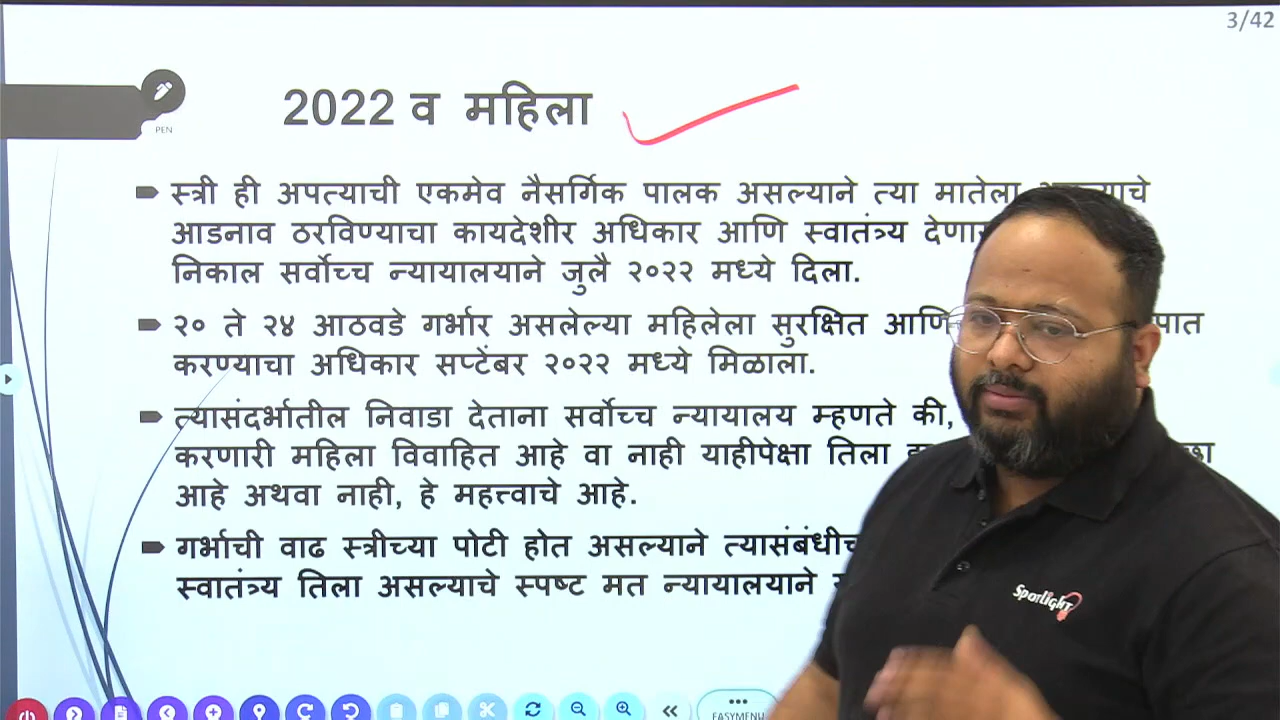 3/42
PEN
2022 व महिला
स्त्री ही अपत्याची एकमेव नैसर्गिक पालक असल्याने त्या मातेला
आडनाव ठरविण्याचा कायदेशीर अधिकार आणि स्वातंत्र्य
निकाल सर्वोच्च न्यायालयाने जुलै २०२२ मध्ये दिला.
२० ते २४ आठवडे गर्भार असलेल्या महिलेला सुरक्षित आणि
करण्याचा अधिकार सप्टेंबर २०२२ मध्ये मिळाला.
त्यासंदर्भातील निवाडा देताना सर्वोच्च न्यायालय म्हणते की,
करणारी महिला विवाहित आहे वा नाही याहीपेक्षा तिला
आहे अथवा नाही, हे महत्त्वाचे आहे.
गर्भाची वाढ स्त्रीच्या पोटी होत असल्याने
स्वातंत्र्य तिला असल्याचे स्पष्ट मत न्यायालयाने
Spotlight
EASYMENU